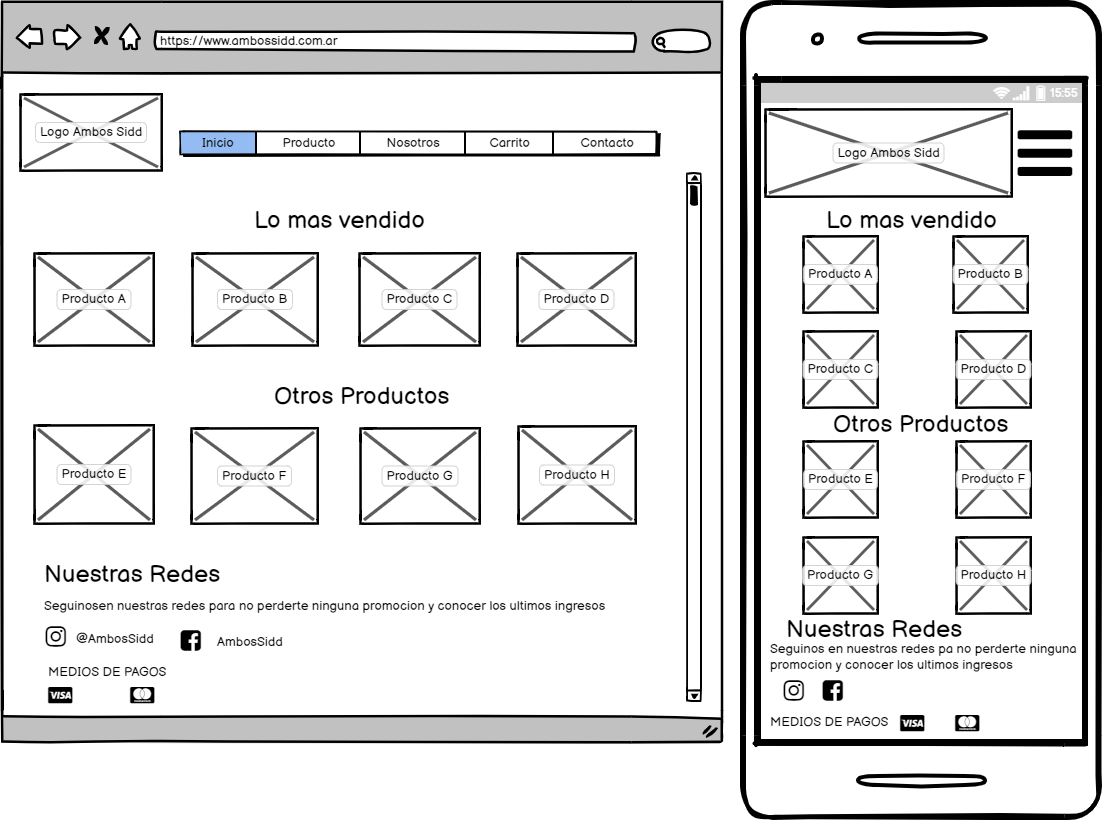 https://www.ambossidd.com.ar
Logo Ambos Sidd
Inicio Producto Nosotros Carrito Contacto
Lo mas vendido
Producto A Producto B Producto C Producto D
Otros Productos
Producto E Producto F Producto G Producto H
Nuestras Redes
Seguinosen nuestras redes para no perderte ninguna promocion y conocer los ultimos ingresos
@AmbosSidd AmbosSidd
MEDIOS DE PAGOS
VISA
15:55
Logo Ambos Sidd
Lo mas vendido
Producto A Producto B
Producto C Producto D
Otros Productos
Producto E Producto F
Producto G Producto H
Nuestras Redes
Seguinos en nuestras redes pa no perderte ninguna
promocion y conocer los ultimos ingresos
MEDIOS DE PAGOS VISA